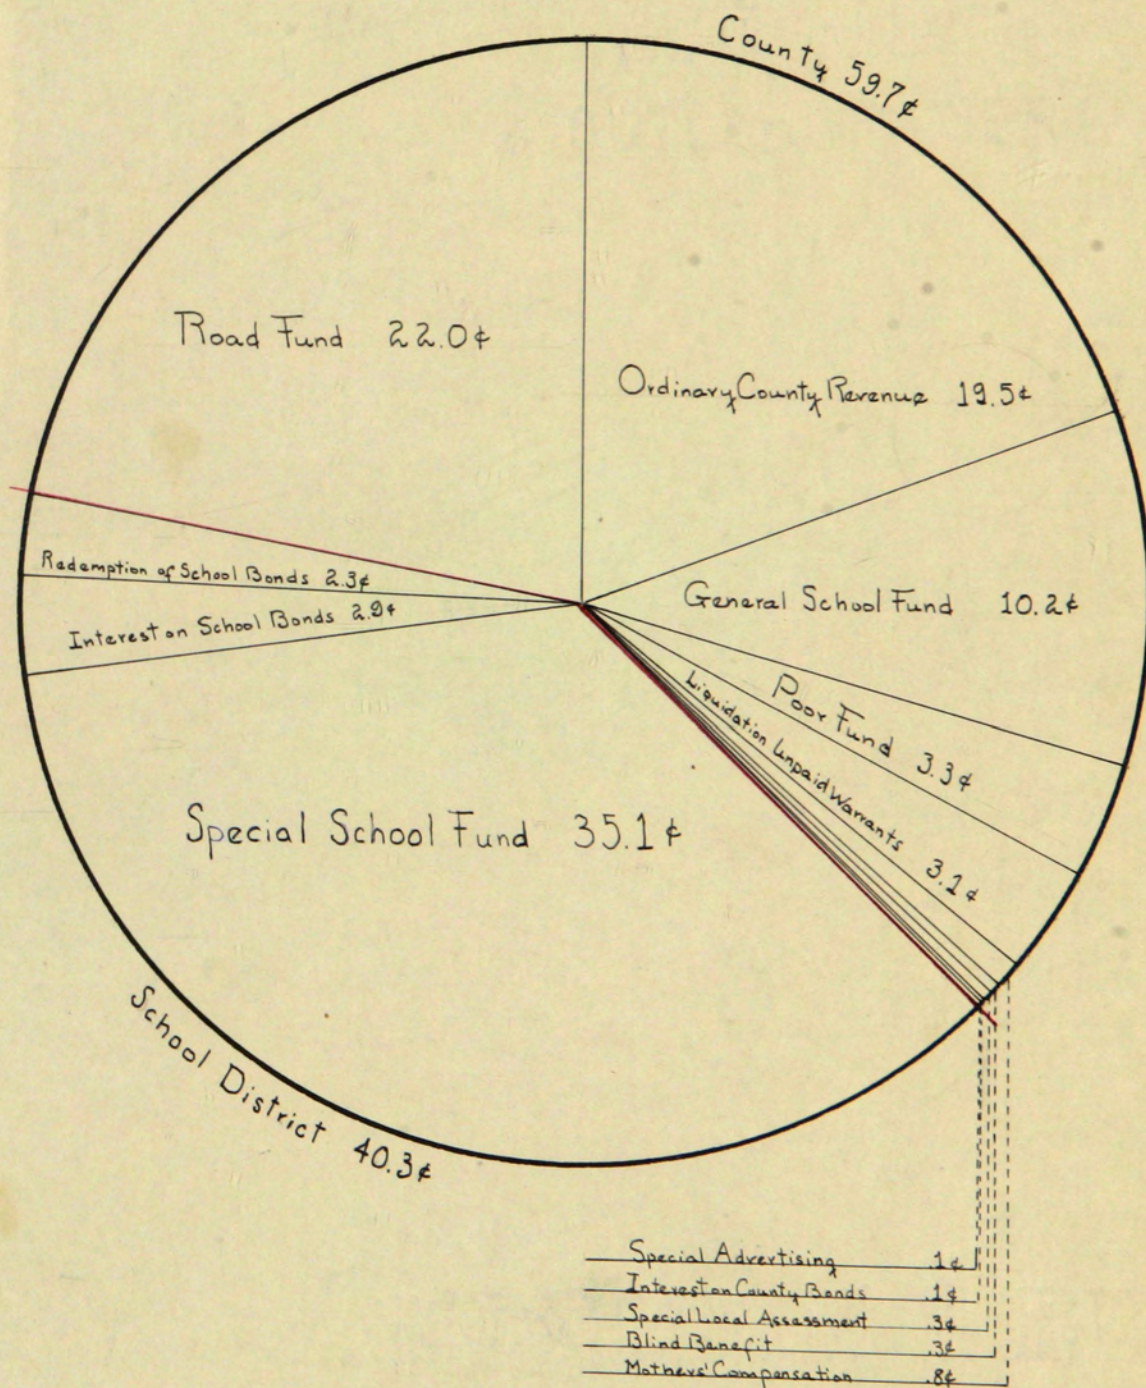 County 59.7¢
Road Fund 22.0¢
Ordinary County Revenue 19.5¢
Redemption of School Bonds 2.3¢
General School Fund 10.2¢
Interest on School Bonds 2.9¢
Poor Fund 3.3¢
Liquidation Unpaid Warrants 3.1¢
Special School Fund 35.1¢
School District 40.3¢
Special Advertising .1¢
Interest on County Bonds .1¢
Special Local Assessment .3¢
Blind Benefit .3¢
Mothers' Compensation .8¢